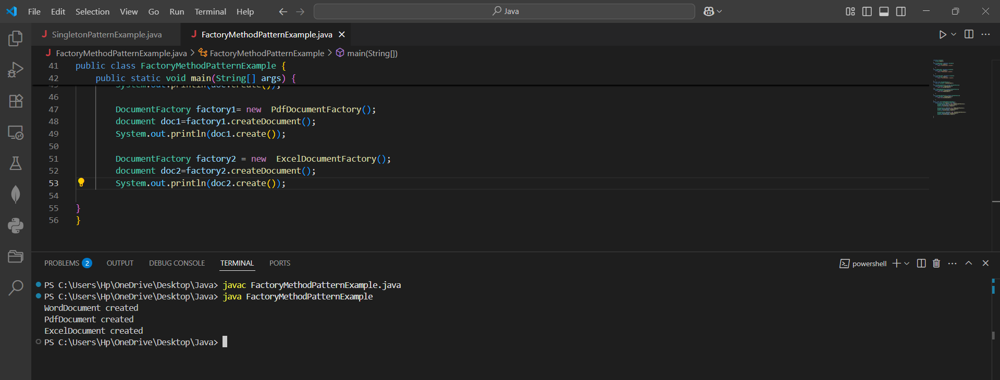 File Edit Selection View Go Run Terminal Help Java
SingletonPatternExample.java FactoryMethodPatternExample.java
FactoryMethodPatternExample.java > FactoryMethodPatternExample > main(String[])
41 public class FactoryMethodPatternExample {
42 public static void main(String[] args) {
System.out.println(doc.create());
46
47 DocumentFactory factory1= new  PdfDocumentFactory();
48 document doc1=factory1.createDocument();
49 System.out.println(doc1.create());
50
51 DocumentFactory factory2 = new  ExcelDocumentFactory();
52 document doc2=factory2.createDocument();
53 System.out.println(doc2.create());
54
55 }
56 }
PROBLEMS 2 OUTPUT DEBUG CONSOLE TERMINAL PORTS powershell
PS C:\Users\Hp\OneDrive\Desktop\Java> javac FactoryMethodPatternExample.java
PS C:\Users\Hp\OneDrive\Desktop\Java> java FactoryMethodPatternExample
WordDocument created
PdfDocument created
ExcelDocument created
PS C:\Users\Hp\OneDrive\Desktop\Java>